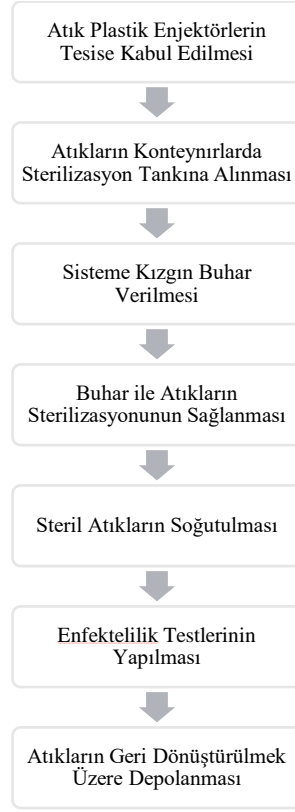 Atık Plastik Enjektörlerin
Tesise Kabul Edilmesi
Atıkların Konteynırlarda
Sterilizasyon Tankına Alınması
Sisteme Kızgın Buhar
Verilmesi
Buhar ile Atıkların
Sterilizasyonunun Sağlanması
Steril Atıkların Soğutulması
Enfektelilik Testlerinin
Yapılması
Atıkların Geri Dönüştürülmek
Üzere Depolanması